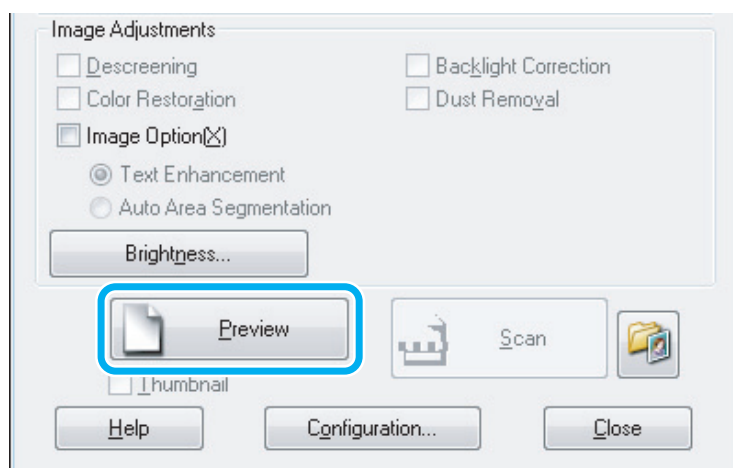 Image Adjustments
Descreening
Backlight Correction
Color Restoration
Dust Removal
Image Option(X)
Text Enhancement
Auto Area Segmentation
Brightness...
Preview
Scan
Thumbnail
Help
Configuration...
Close